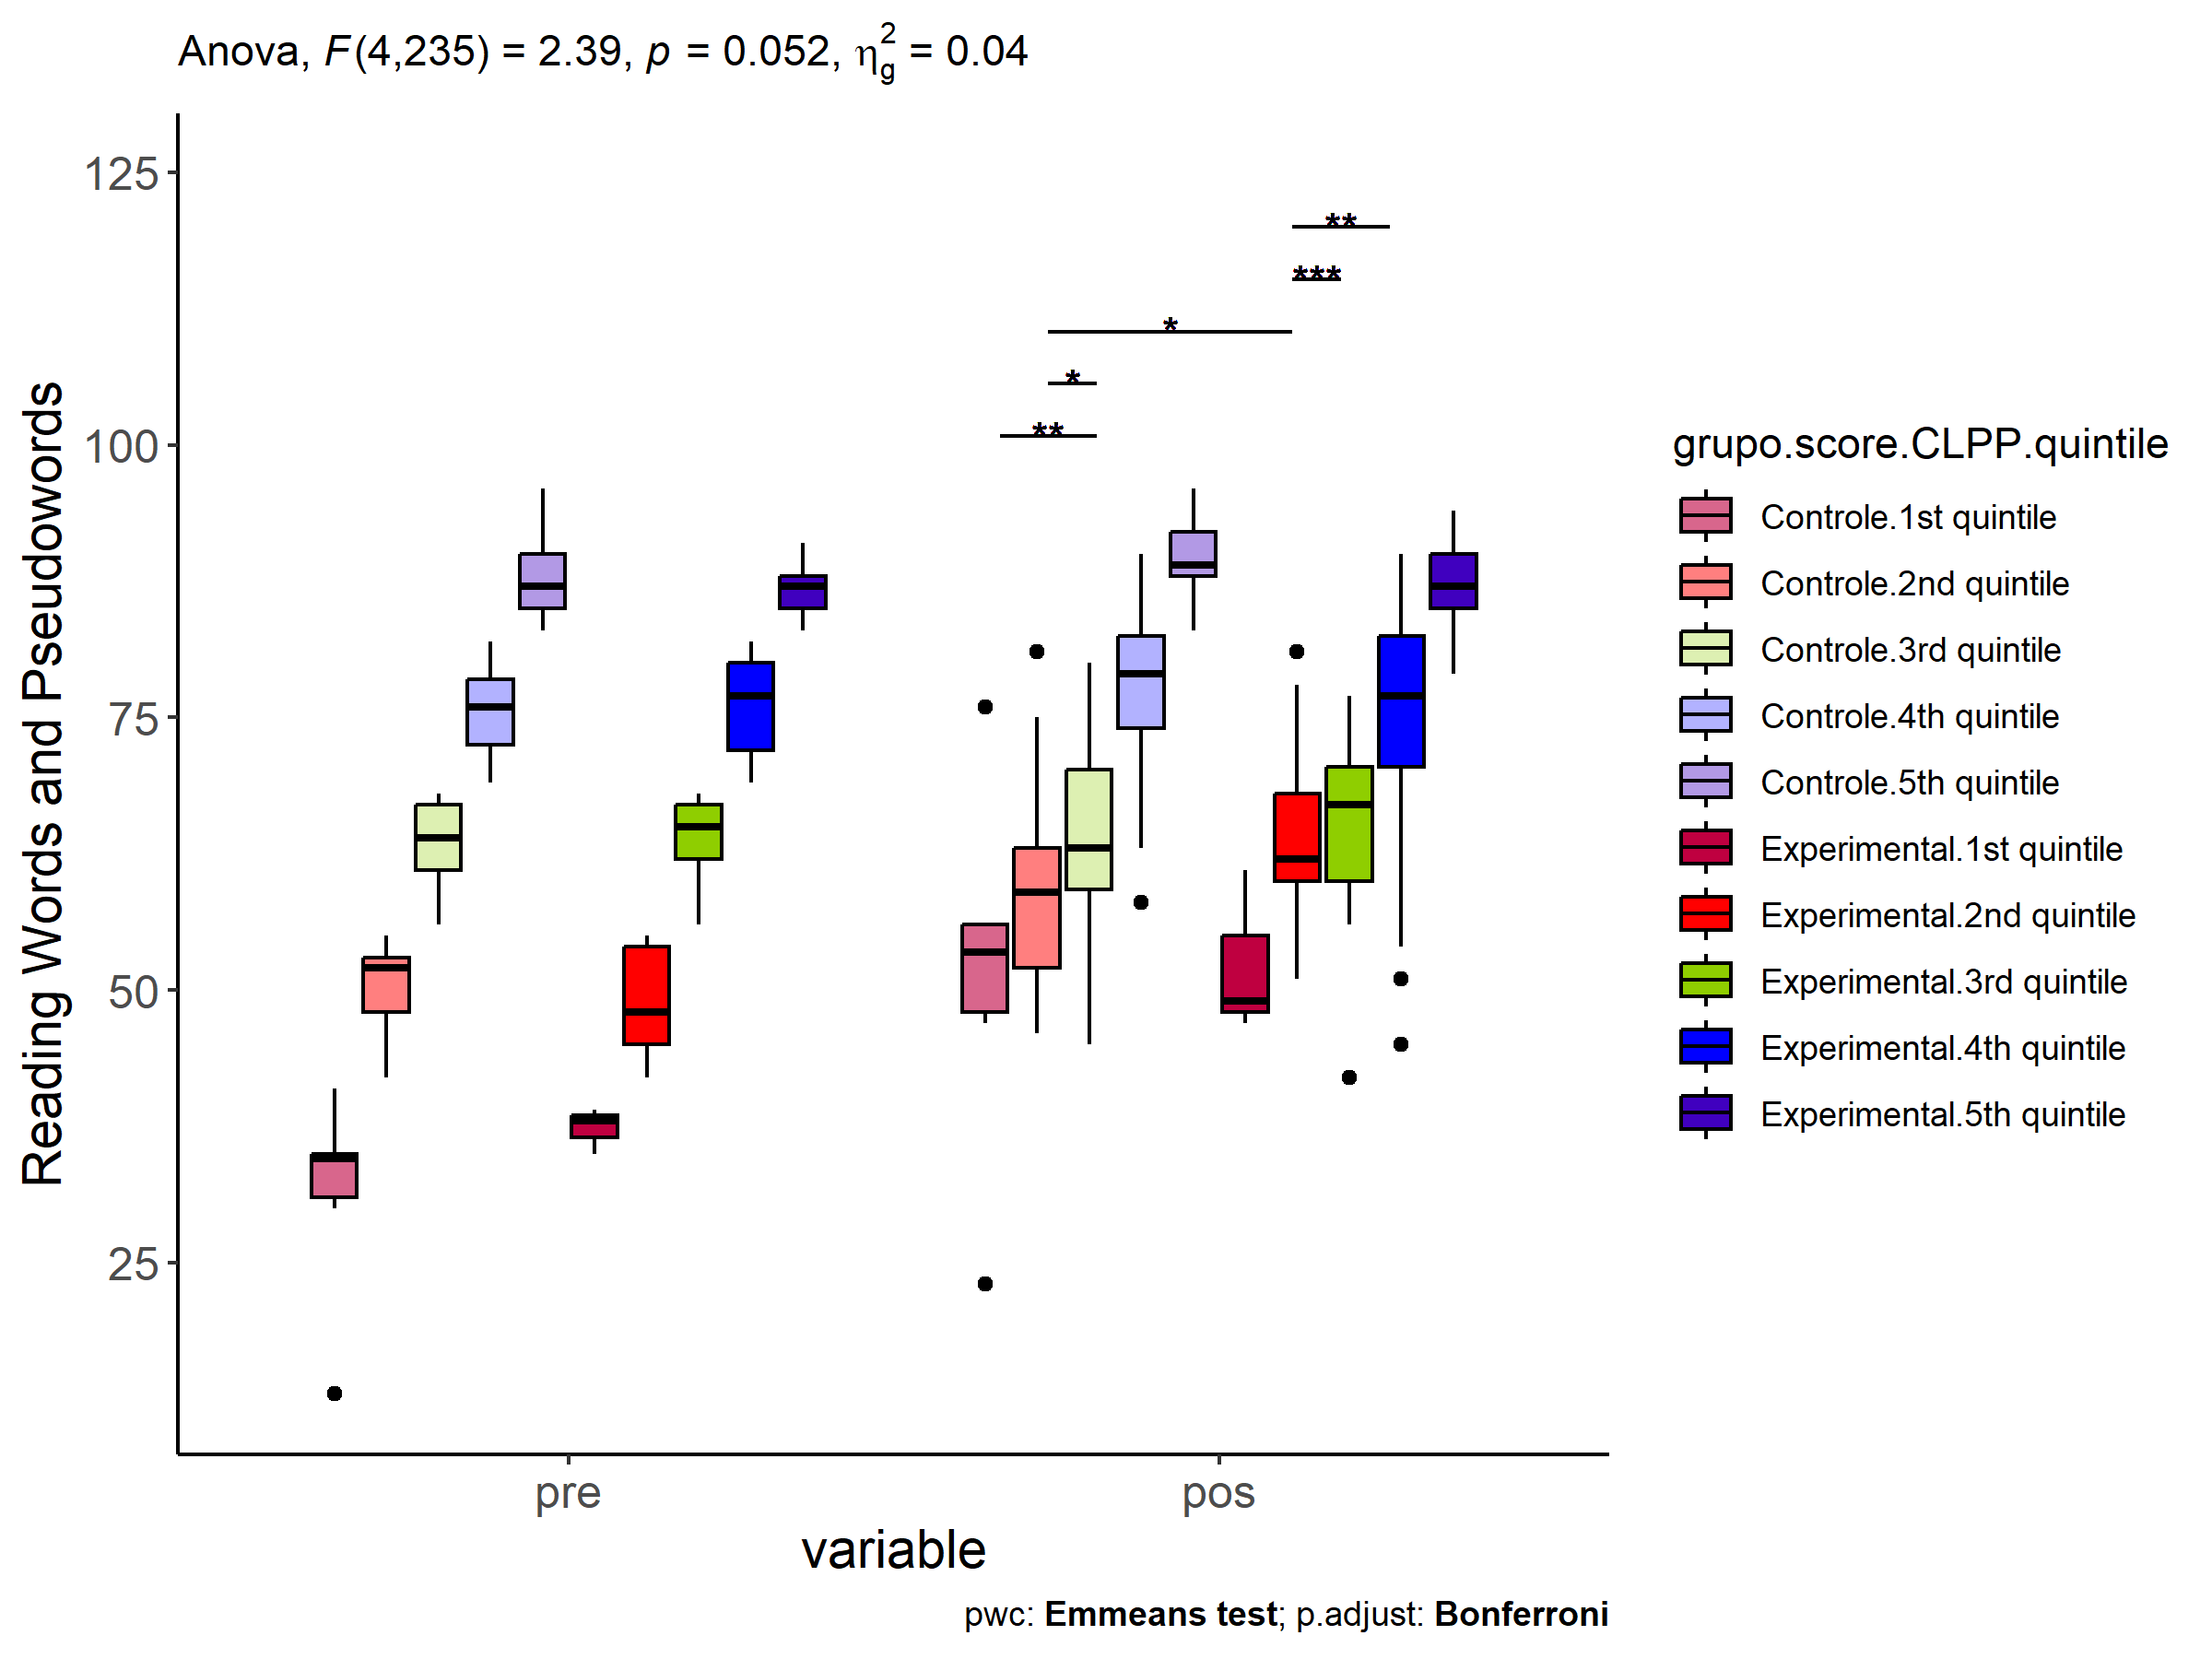 Anova, F(4,235) = 2.39, p = 0.052, η²g = 0.04
Reading Words and Pseudowords
125
100
75
50
25
**
***
*
*
**
pre
pos
variable
pwc: Emmeans test; p.adjust: Bonferroni
grupo.score.CLPP.quintile
Controle.1st quintile
Controle.2nd quintile
Controle.3rd quintile
Controle.4th quintile
Controle.5th quintile
Experimental.1st quintile
Experimental.2nd quintile
Experimental.3rd quintile
Experimental.4th quintile
Experimental.5th quintile